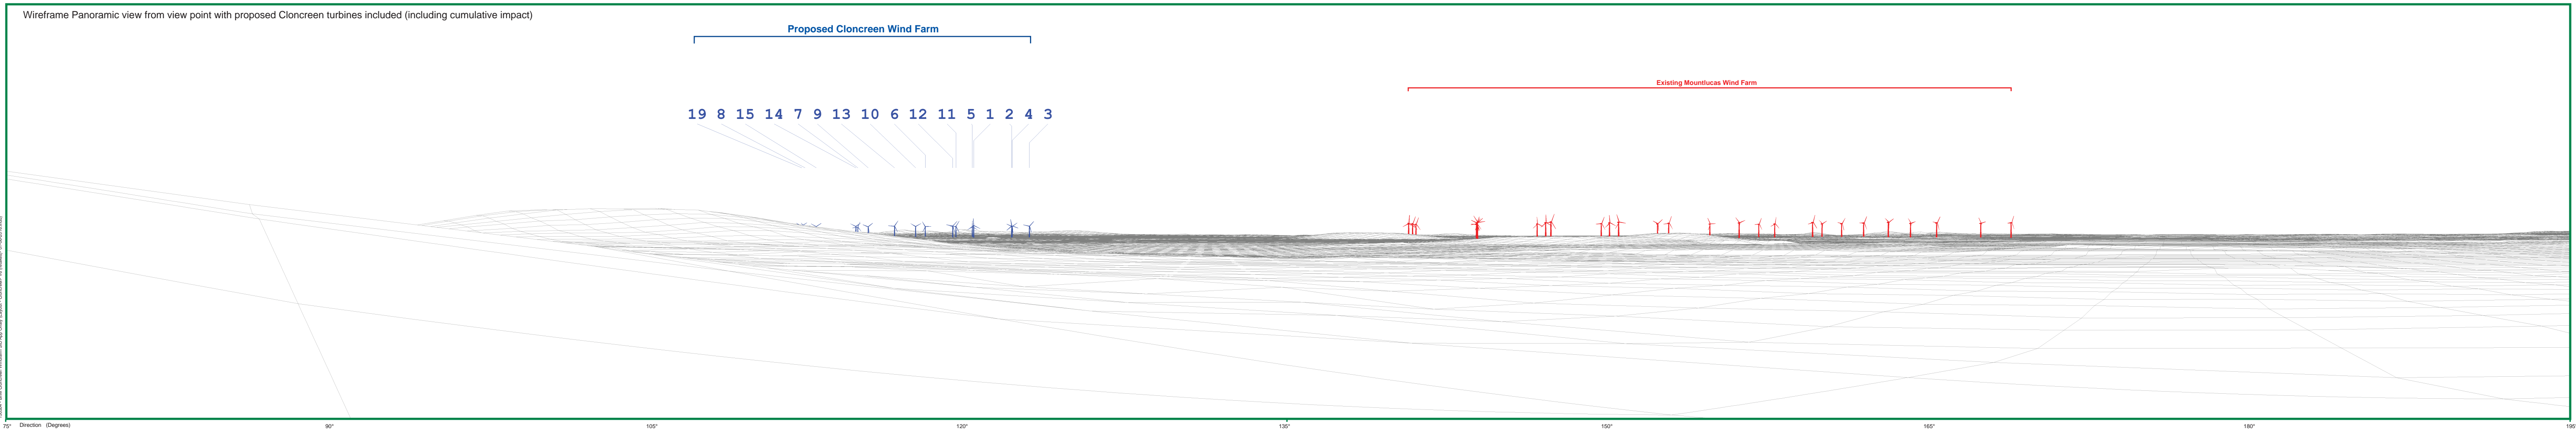 Wireframe Panoramic view from view point with proposed Cloncreen turbines included (including cumulative impact)
Proposed Cloncreen Wind Farm
Existing Mountlucas Wind Farm
19 8 15 14 7 9 13 10 6 12 11 5 1 2 4 3
75° 90° 105° 120° 135° 150° 165° 180° 195
Direction (Degrees)